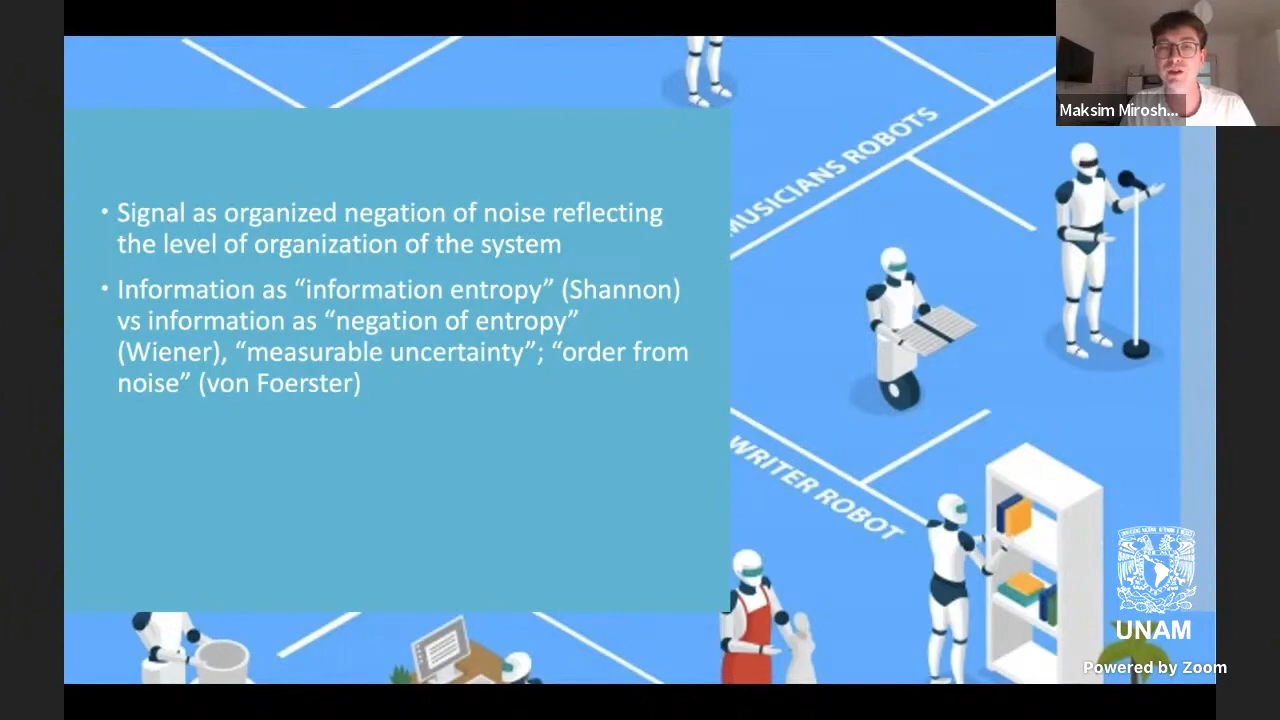 Maksim Mirosh...
• Signal as organized negation of noise reflecting
the level of organization of the system
• Information as “information entropy” (Shannon)
vs information as “negation of entropy”
(Wiener), “measurable uncertainty”; “order from
noise” (von Foerster)
MUSICIANS ROBOTS
WRITER ROBOT
UNAM
Powered by Zoom